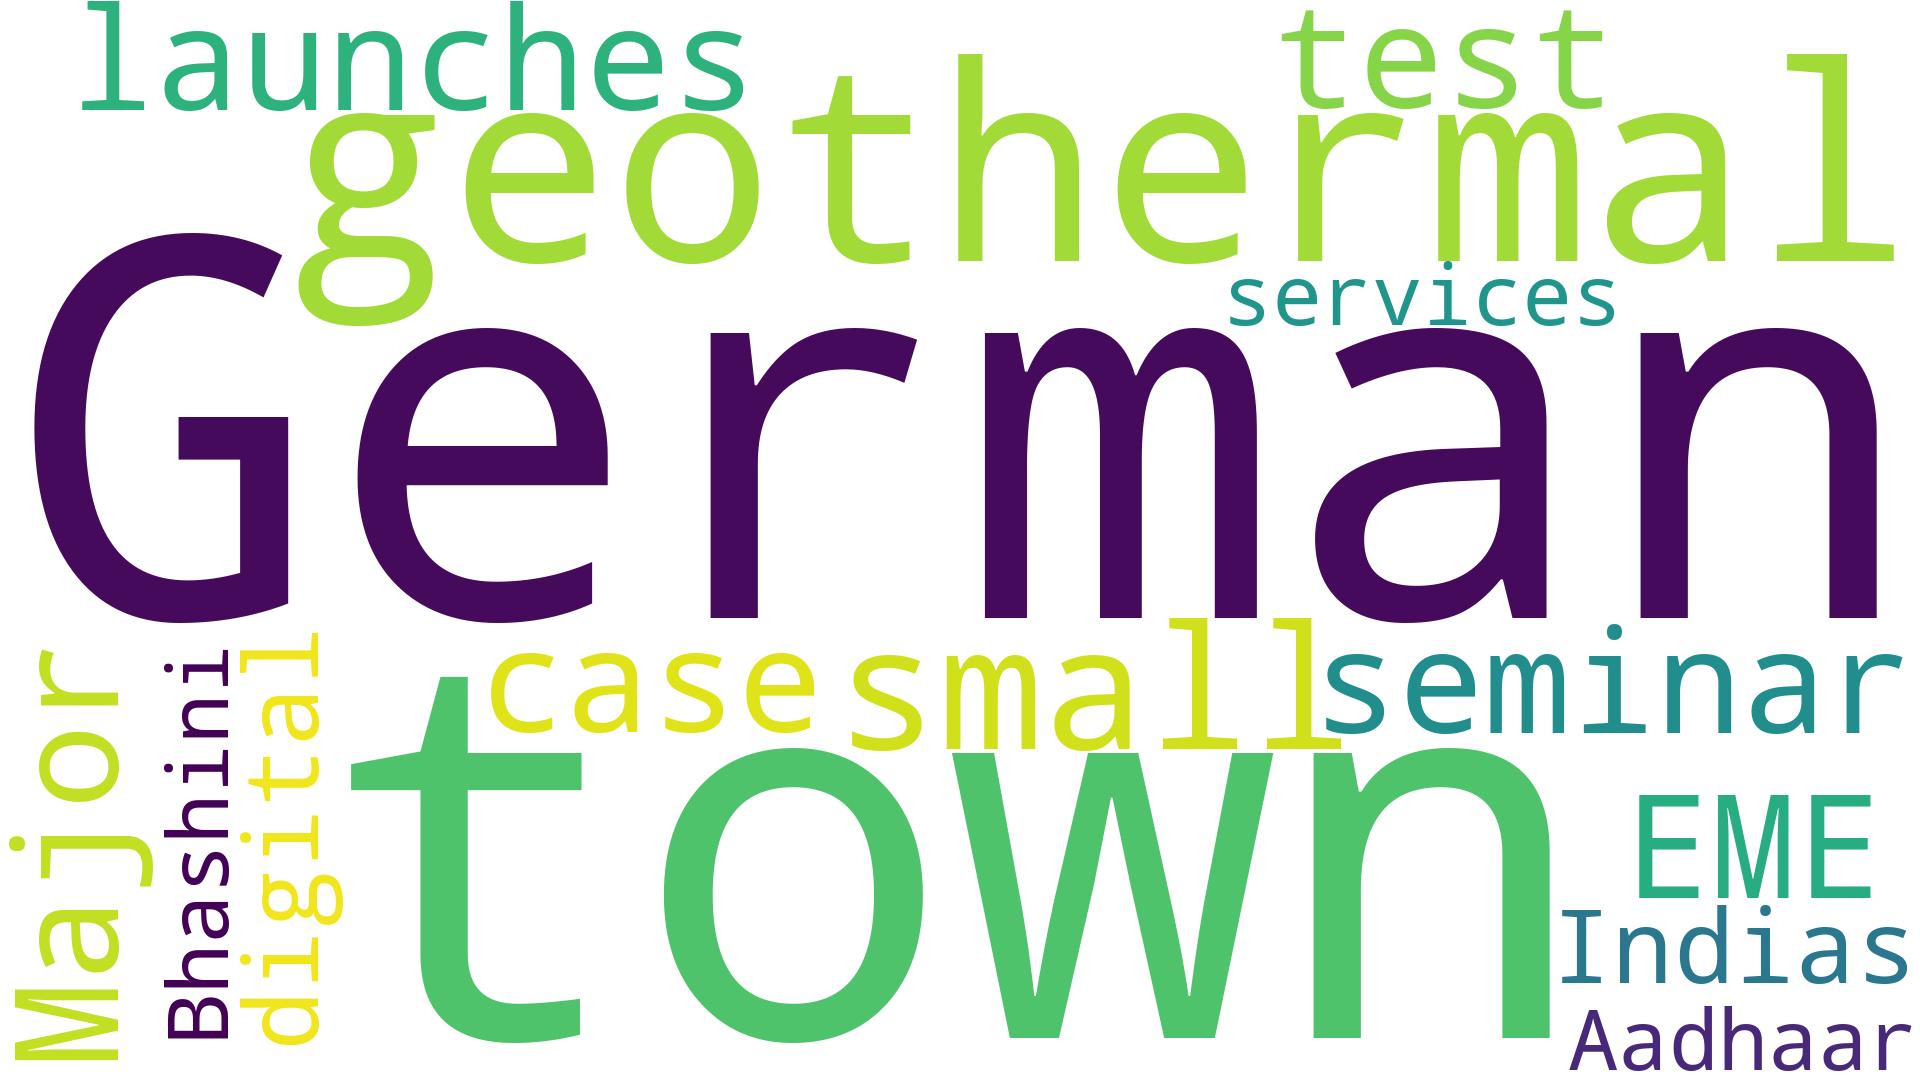 launches
test
geothermal
services
German
case
small
seminar
Major
Bhashini
digital
town
EME
Indias
Aadhaar